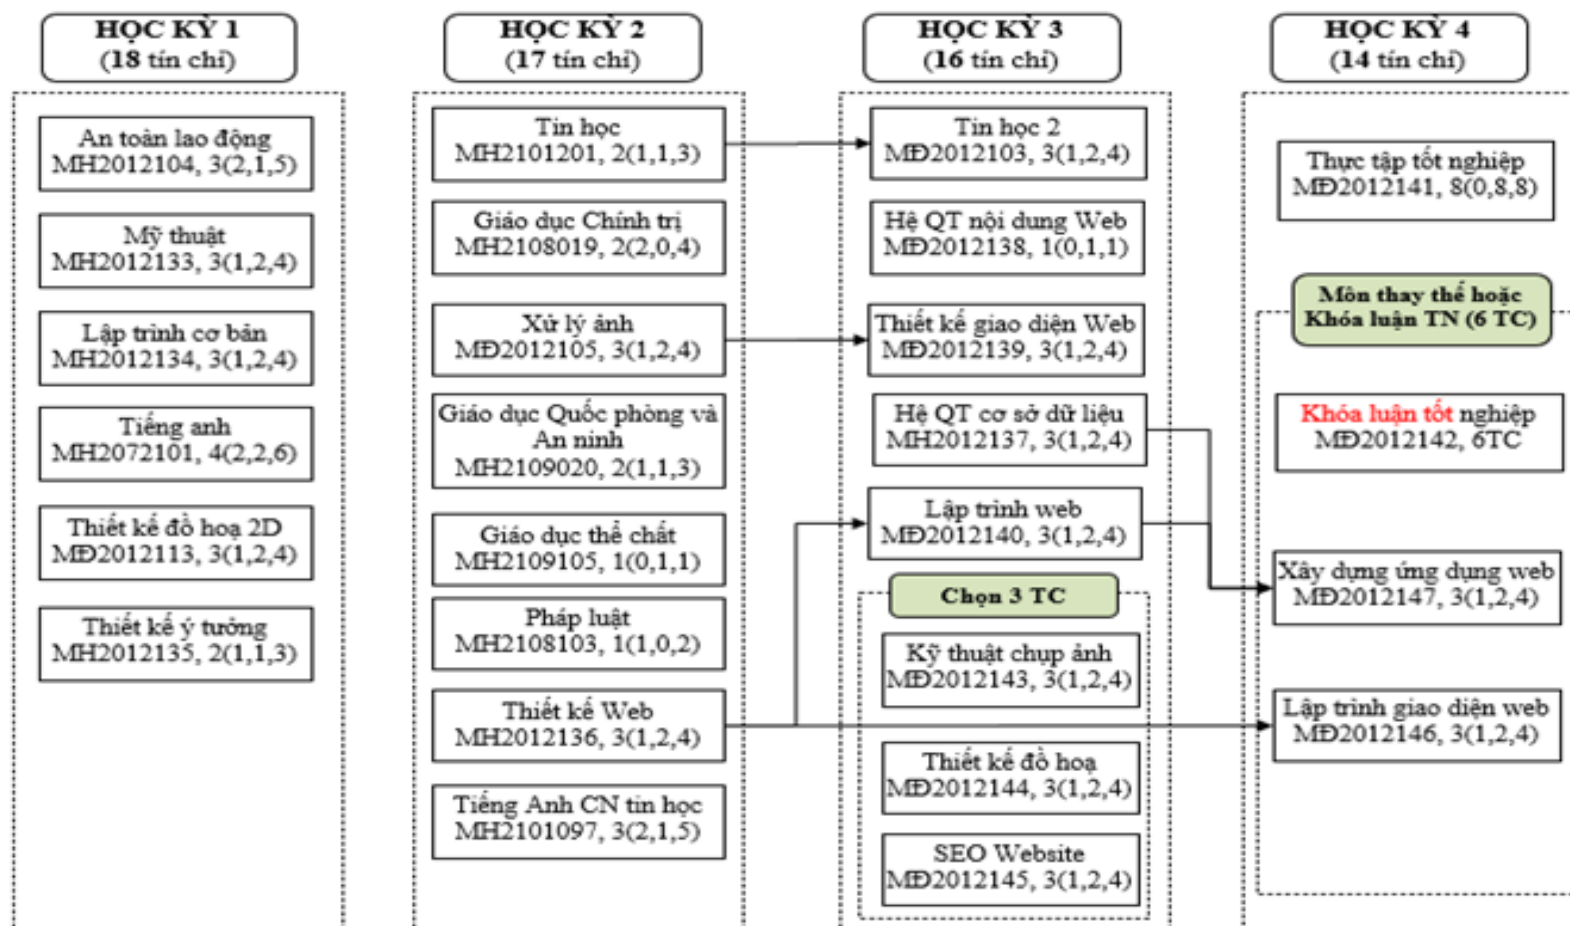 HỌC KỲ 1
(18 tín chỉ)
An toàn lao động
MH2012104, 3(2,1,5)
Mỹ thuật
MH2012133, 3(1,2,4)
Lập trình cơ bản
MH2012134, 3(1,2,4)
Tiếng anh
MH2072101, 4(2,2,6)
Thiết kế đồ hoạ 2D
MĐ2012113, 3(1,2,4)
Thiết kế ý tưởng
MH2012135, 2(1,1,3)
HỌC KỲ 2
(17 tín chỉ)
Tin học
MH2101201, 2(1,1,3)
Giáo dục Chính trị
MH2108019, 2(2,0,4)
Xử lý ảnh
MĐ2012105, 3(1,2,4)
Giáo dục Quốc phòng và
An ninh
MH2109020, 2(1,1,3)
Giáo dục thể chất
MH2109105, 1(0,1,1)
Pháp luật
MH2108103, 1(1,0,2)
Thiết kế Web
MH2012136, 3(1,2,4)
Tiếng Anh CN tin học
MH2101097, 3(2,1,5)
HỌC KỲ 3
(16 tín chỉ)
Tin học 2
MĐ2012103, 3(1,2,4)
Hệ QT nội dung Web
MĐ2012138, 1(0,1,1)
Thiết kế giao diện Web
MĐ2012139, 3(1,2,4)
Hệ QT cơ sở dữ liệu
MH2012137, 3(1,2,4)
Lập trình web
MĐ2012140, 3(1,2,4)
Chọn 3 TC
Kỹ thuật chụp ảnh
MĐ2012143, 3(1,2,4)
Thiết kế đồ hoạ
MĐ2012144, 3(1,2,4)
SEO Website
MĐ2012145, 3(1,2,4)
HỌC KỲ 4
(14 tín chỉ)
Thực tập tốt nghiệp
MĐ2012141, 8(0,8,8)
Môn thay thế hoặc
Khóa luận TN (6 TC)
Khóa luận tốt nghiệp
MĐ2012142, 6TC
Xây dựng ứng dụng web
MĐ2012147, 3(1,2,4)
Lập trình giao diện web
MĐ2012146, 3(1,2,4)